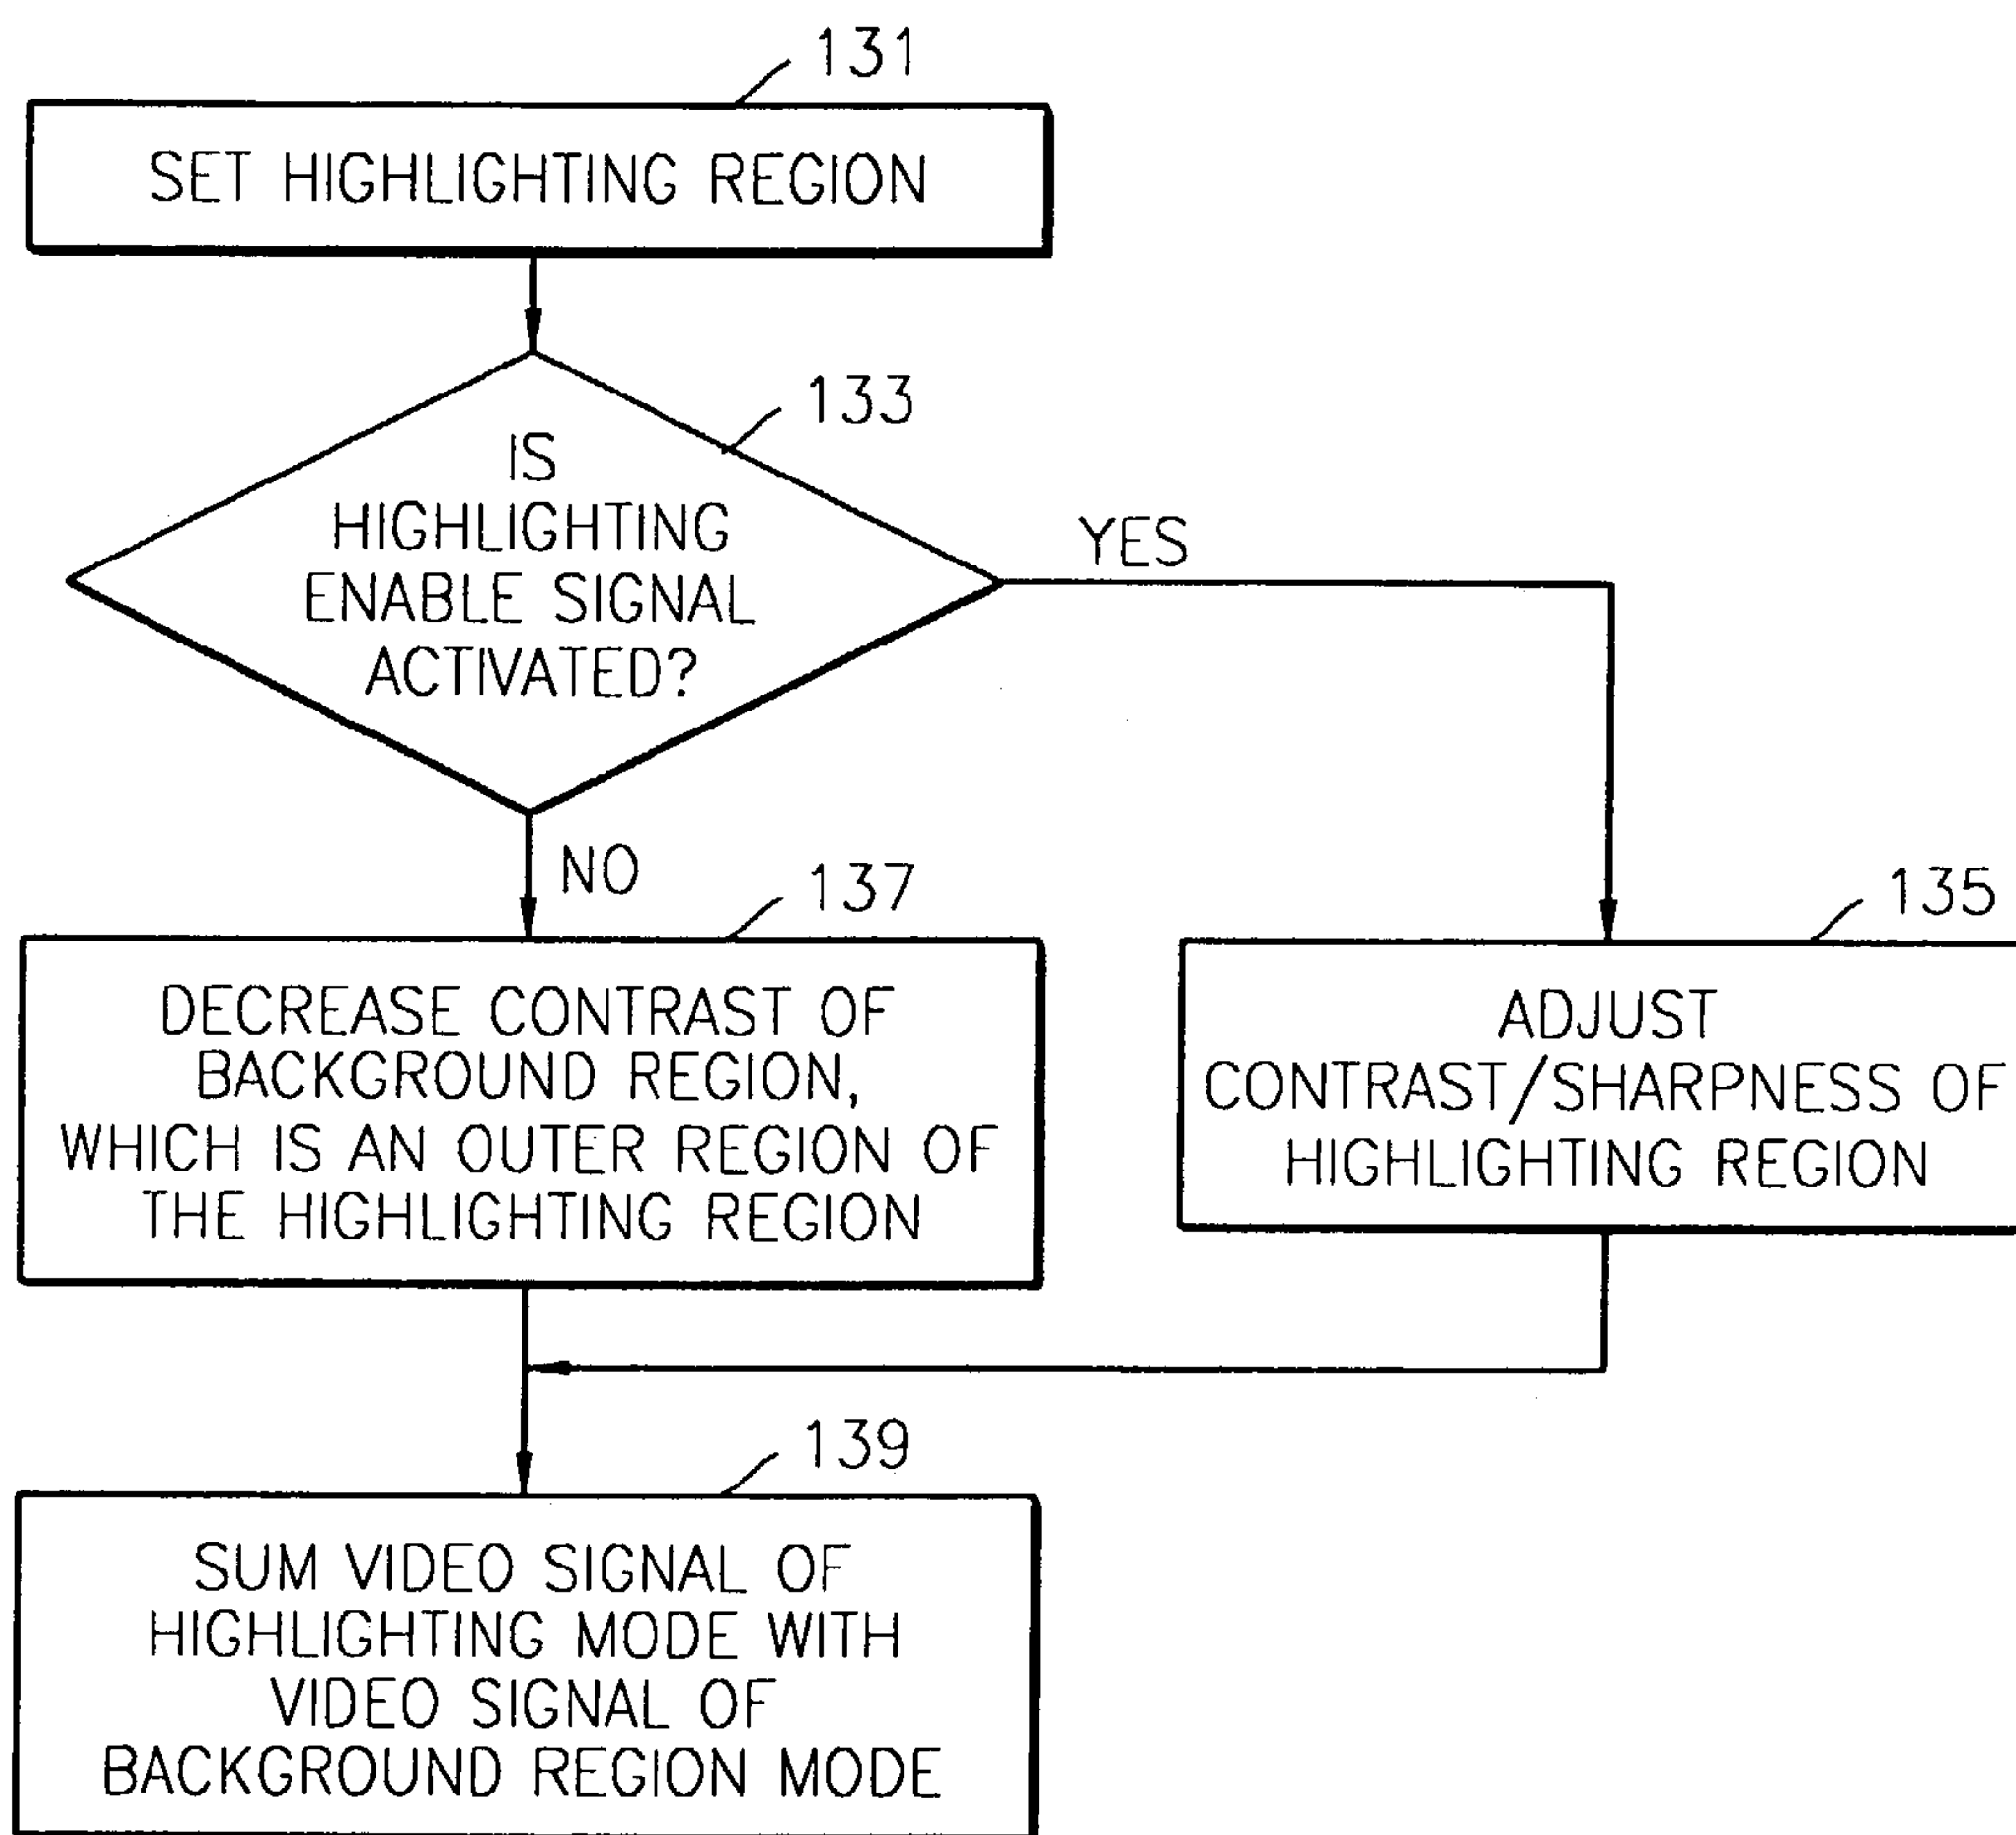 131
SET HIGHLIGHTING REGION
133
IS
HIGHLIGHTING
ENABLE SIGNAL
ACTIVATED?
YES
NO
137
DECREASE CONTRAST OF
BACKGROUND REGION,
WHICH IS AN OUTER REGION OF
THE HIGHLIGHTING REGION
135
ADJUST
CONTRAST/SHARPNESS OF
HIGHLIGHTING REGION
139
SUM VIDEO SIGNAL OF
HIGHLIGHTING MODE WITH
VIDEO SIGNAL OF
BACKGROUND REGION MODE